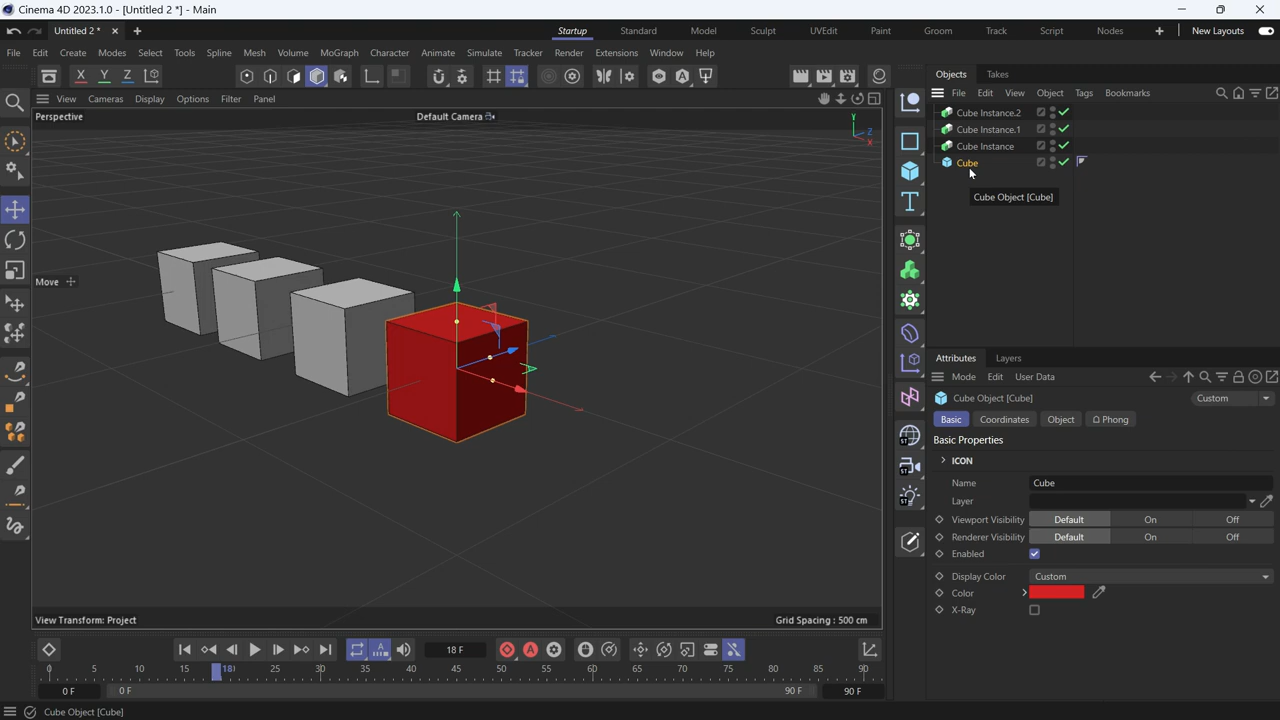 Cinema 4D 2023.1.0 - [Untitled 2 *] - Main
Untitled 2 *
Startup Standard Model Sculpt UVEdit Paint Groom Track Script Nodes New Layouts
File Edit Create Modes Select Tools Spline Mesh Volume MoGraph Character Animate Simulate Tracker Render Extensions Window Help
X Y Z
Objects Takes
View Cameras Display Options Filter Panel
File Edit View Object Tags Bookmarks
Perspective
Default Camera
Y
Z
X
Cube Instance.2
Cube Instance.1
Cube Instance
Cube
Cube Object [Cube]
Move
Attributes Layers
Mode Edit User Data
Cube Object [Cube]
Custom
Basic Coordinates Object Phong
Basic Properties
ICON
Name Cube
Layer
Viewport Visibility Default On Off
Renderer Visibility Default On Off
Enabled
Display Color Custom
Color
X-Ray
View Transform: Project
Grid Spacing : 500 cm
18 F
0 5 10 15 18 25 30 35 40 45 50 55 60 65 70 75 80 85 90
0 F 0 F 90 F 90 F
Cube Object [Cube]